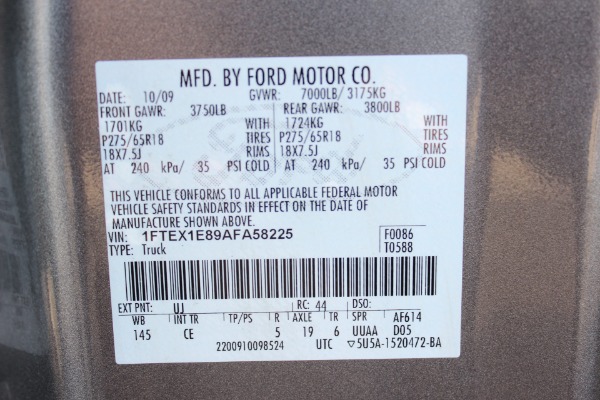 MFD. BY FORD MOTOR CO.
DATE: 10/09 GVWR: 7000LB/ 3175KG
FRONT GAWR: 3750LB REAR GAWR: 3800LB
1701KG WITH 1724KG WITH
P275/65R18 TIRES P275/65R18 TIRES
18X7.5J RIMS 18X7.5J RIMS
AT 240 kPa/ 35 PSI COLD AT 240 kPa/ 35 PSI COLD
THIS VEHICLE CONFORMS TO ALL APPLICABLE FEDERAL MOTOR
VEHICLE SAFETY STANDARDS IN EFFECT ON THE DATE OF
MANUFACTURE SHOWN ABOVE.
VIN: 1FTEX1E89AFA58225 F0086
TYPE: Truck T0588
EXT PNT: UJ RC: 44 DSO:
WB INT TR TP/PS R AXLE TR SPR AF614
145 CE 5 19 6 UUAA D05
2200910098524 UTC ▽5U5A-1520472-BA